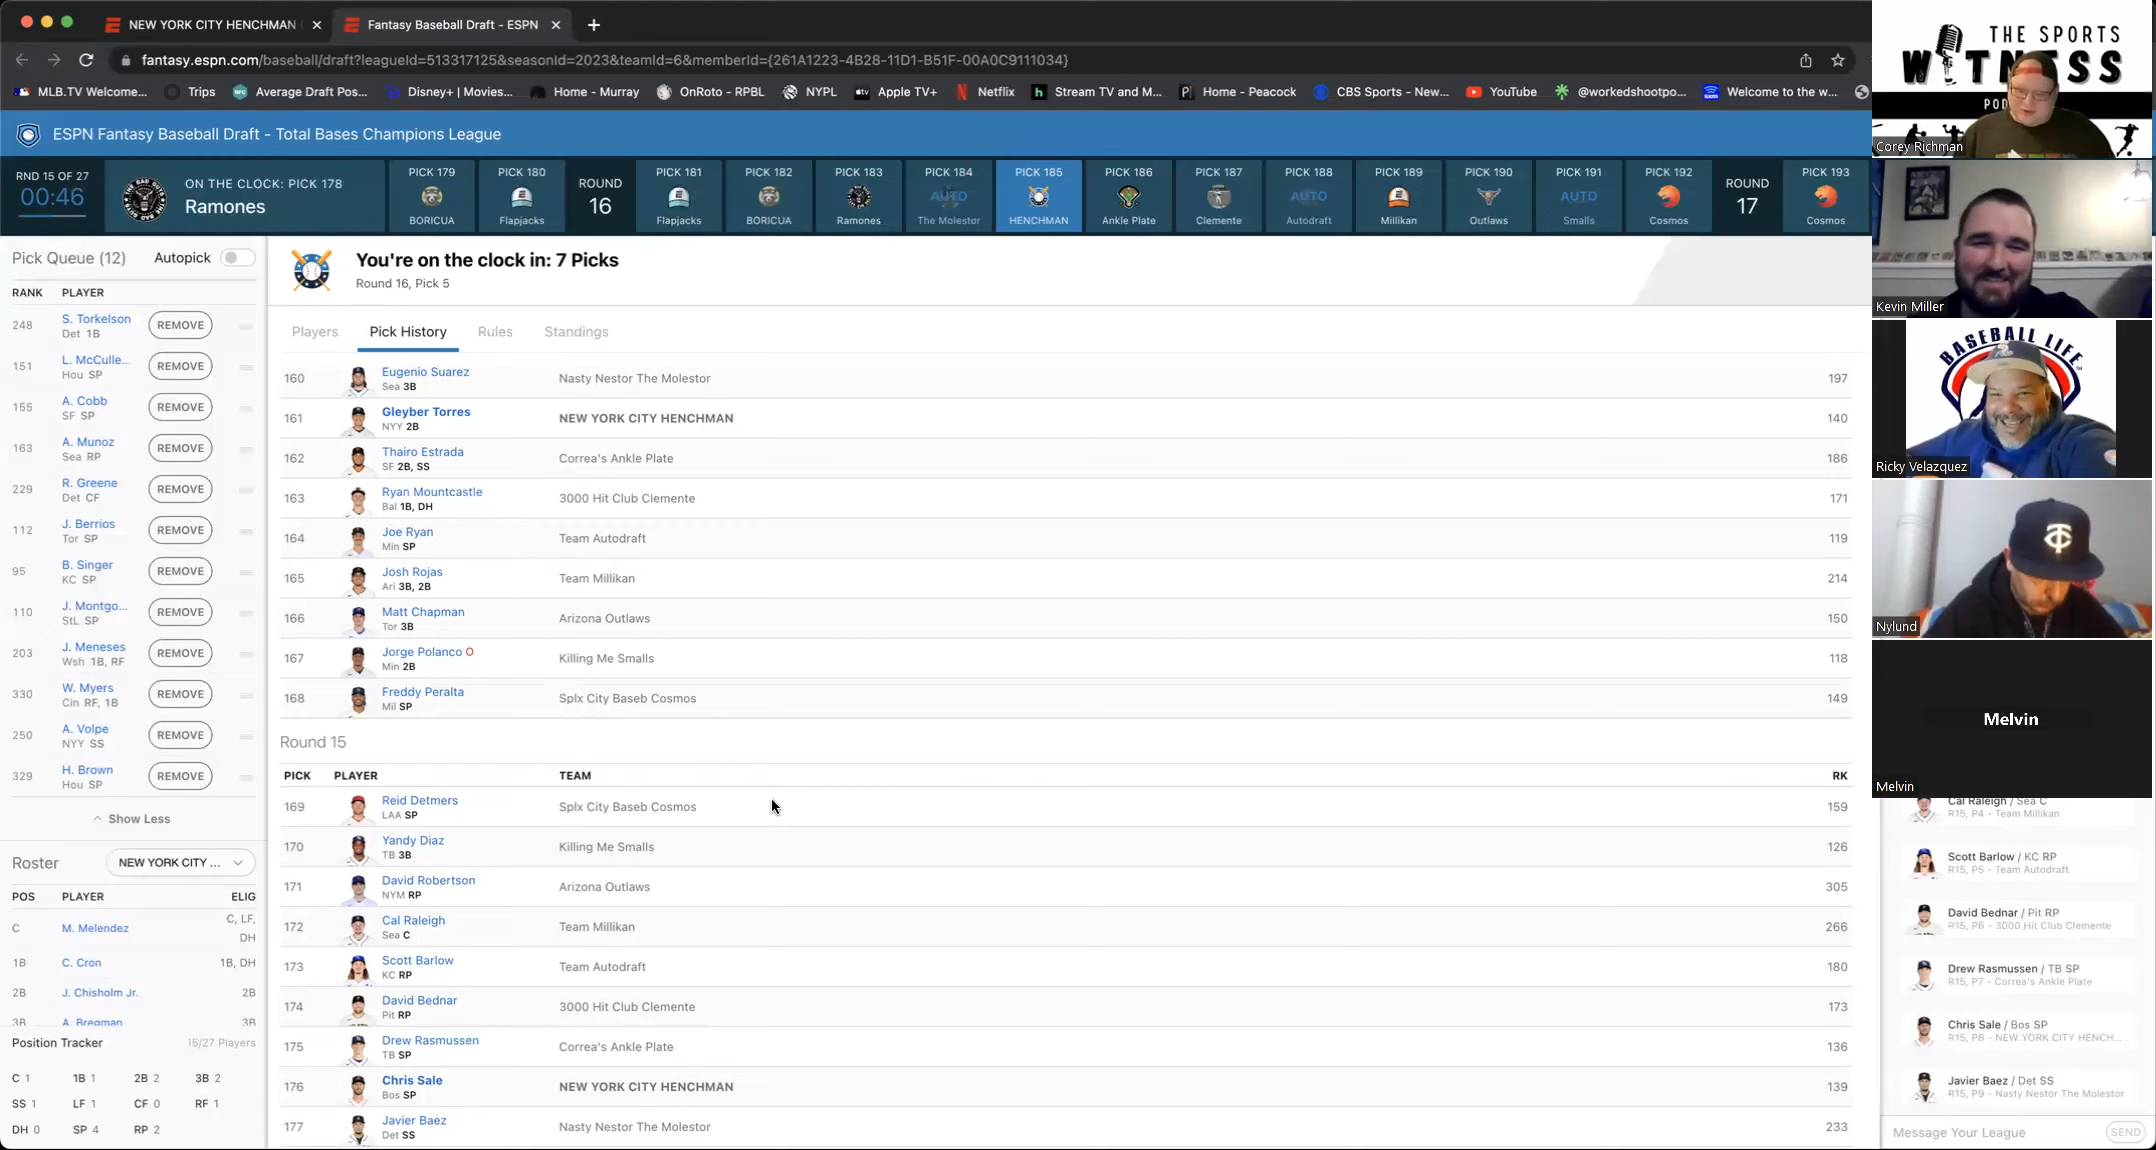 NEW YORK CITY HENCHMAN
Fantasy Baseball Draft - ESPN
fantasy.espn.com/baseball/draft?leagueId=513317125&seasonId=2023&teamId=6&memberId={261A1223-4B28-11D1-B51F-00A0C9111034}
MLB.TV Welcome... Trips Average Draft Pos... Disney+ | Movies... Home - Murray OnRoto - RPBL NYPL Apple TV+ Netflix Stream TV and M... Home - Peacock CBS Sports - New... YouTube @workedshootpo... Welcome to the w...
ESPN Fantasy Baseball Draft - Total Bases Champions League
RND 15 OF 27
00:46
ON THE CLOCK: PICK 178
Ramones
PICK 179
BORICUA
PICK 180
Flapjacks
ROUND
16
PICK 181
Flapjacks
PICK 182
BORICUA
PICK 183
Ramones
PICK 184
AUTO
The Molestor
PICK 185
HENCHMAN
PICK 186
Ankle Plate
PICK 187
Clemente
PICK 188
AUTO
Autodraft
PICK 189
Millikan
PICK 190
Outlaws
PICK 191
AUTO
Smalls
PICK 192
Cosmos
ROUND
17
PICK 193
Cosmos
Pick Queue (12) Autopick
RANK PLAYER
248 S. Torkelson REMOVE
Det 1B
151 L. McCulle... REMOVE
Hou SP
155 A. Cobb REMOVE
SF SP
163 A. Munoz REMOVE
Sea RP
229 R. Greene REMOVE
Det CF
112 J. Berrios REMOVE
Tor SP
95 B. Singer REMOVE
KC SP
110 J. Montgo... REMOVE
StL SP
203 J. Meneses REMOVE
Wsh 1B, RF
330 W. Myers REMOVE
Cin RF, 1B
250 A. Volpe REMOVE
NYY SS
329 H. Brown REMOVE
Hou SP
Show Less
Roster NEW YORK CITY ...
POS PLAYER ELIG
C M. Melendez C, LF, DH
1B C. Cron 1B, DH
2B J. Chisholm Jr. 2B
3B A. Bregman 3B
Position Tracker 15/27 Players
C 1 1B 1 2B 2 3B 2
SS 1 LF 1 CF 0 RF 1
DH 0 SP 4 RP 2
You're on the clock in: 7 Picks
Round 16, Pick 5
Players Pick History Rules Standings
160 Eugenio Suarez Nasty Nestor The Molestor 197
Sea 3B
161 Gleyber Torres NEW YORK CITY HENCHMAN 140
NYY 2B
162 Thairo Estrada Correa's Ankle Plate 186
SF 2B, SS
163 Ryan Mountcastle 3000 Hit Club Clemente 171
Bal 1B, DH
164 Joe Ryan Team Autodraft 119
Min SP
165 Josh Rojas Team Millikan 214
Ari 3B, 2B
166 Matt Chapman Arizona Outlaws 150
Tor 3B
167 Jorge Polanco O Killing Me Smalls 118
Min 2B
168 Freddy Peralta Splx City Baseb Cosmos 149
Mil SP
Round 15
PICK PLAYER TEAM RK
169 Reid Detmers Splx City Baseb Cosmos 159
LAA SP
170 Yandy Diaz Killing Me Smalls 126
TB 3B
171 David Robertson Arizona Outlaws 305
NYM RP
172 Cal Raleigh Team Millikan 266
Sea C
173 Scott Barlow Team Autodraft 180
KC RP
174 David Bednar 3000 Hit Club Clemente 173
Pit RP
175 Drew Rasmussen Correa's Ankle Plate 136
TB SP
176 Chris Sale NEW YORK CITY HENCHMAN 139
Bos SP
177 Javier Baez Nasty Nestor The Molestor 233
Det SS
THE SPORTS
WITNESS
Corey Richman
Kevin Miller
BASEBALL LIFE
TM
Ricky Velazquez
TC
Nylund
Melvin
Melvin
Cal Raleigh / Sea C
R15, P4 - Team Millikan
Scott Barlow / KC RP
R15, P5 - Team Autodraft
David Bednar / Pit RP
R15, P6 - 3000 Hit Club Clemente
Drew Rasmussen / TB SP
R15, P7 - Correa's Ankle Plate
Chris Sale / Bos SP
R15, P8 - NEW YORK CITY HENCH...
Javier Baez / Det SS
R15, P9 - Nasty Nestor The Molestor
Message Your League SEND